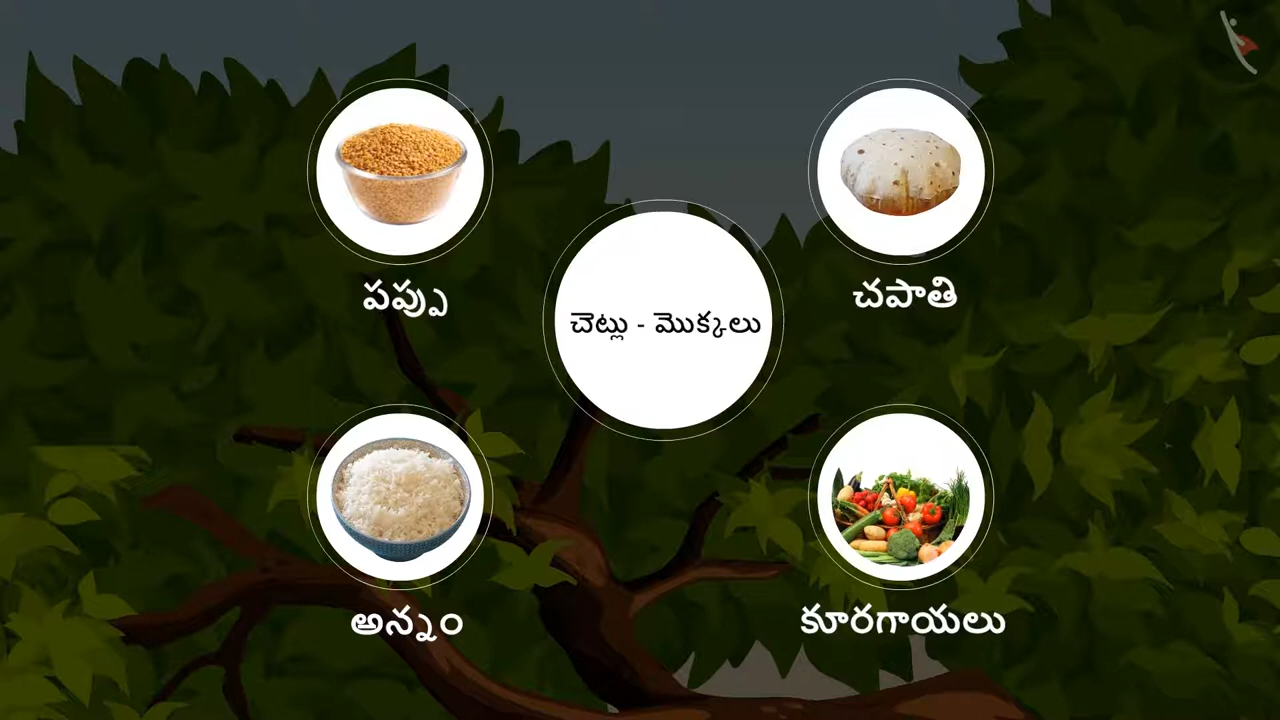 పప్పు
చపాతి
చెట్లు - మొక్కలు
అన్నం
కూరగాయలు